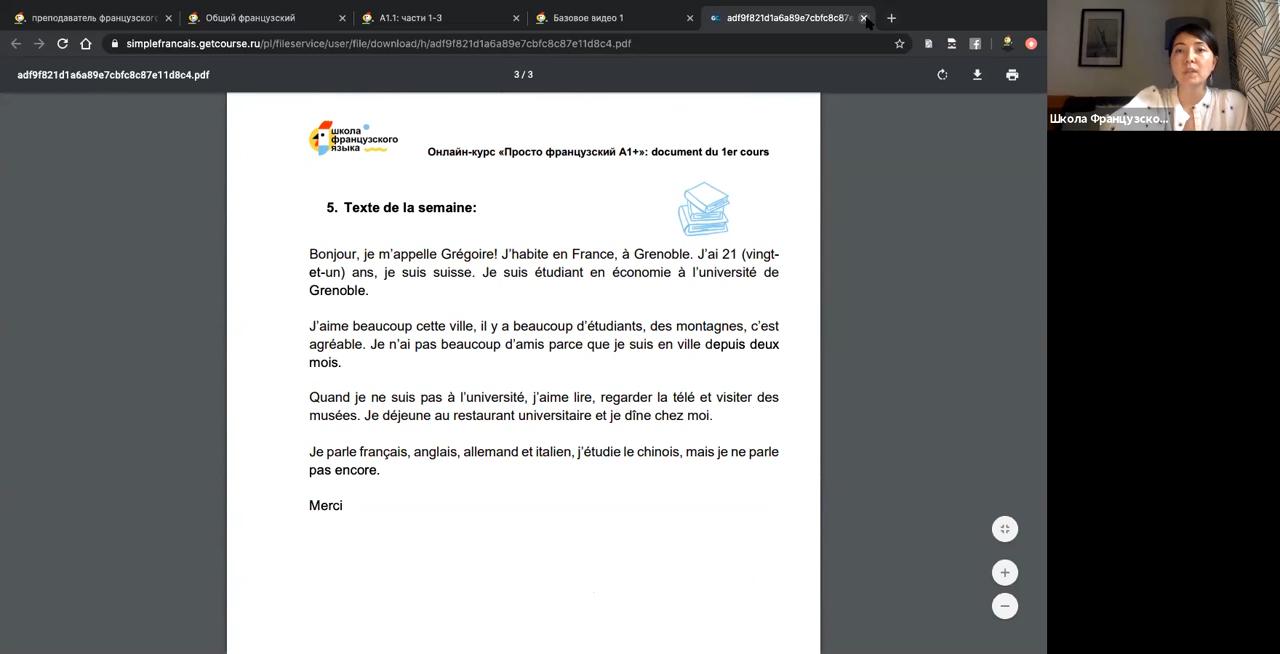 преподаватель французского
Общий французский
A1.1: части 1-3
Базовое видео 1
adf9f821d1a6a89e7cbfc8c87e
simplefrancais.getcourse.ru/pl/fileservice/user/file/download/h/adf9f821d1a6a89e7cbfc8c87e11d8c4.pdf
adf9f821d1a6a89e7cbfc8c87e11d8c4.pdf
3 / 3
Школа Французско...
школа
французского
языка
Онлайн-курс «Просто французский A1+»: document du 1er cours
5. Texte de la semaine:
Bonjour, je m’appelle Grégoire! J’habite en France, à Grenoble. J’ai 21 (vingt-
et-un) ans, je suis suisse. Je suis étudiant en économie à l’université de
Grenoble.
J’aime beaucoup cette ville, il y a beaucoup d’étudiants, des montagnes, c’est
agréable. Je n’ai pas beaucoup d’amis parce que je suis en ville depuis deux
mois.
Quand je ne suis pas à l’université, j’aime lire, regarder la télé et visiter des
musées. Je déjeune au restaurant universitaire et je dîne chez moi.
Je parle français, anglais, allemand et italien, j’étudie le chinois, mais je ne parle
pas encore.
Merci